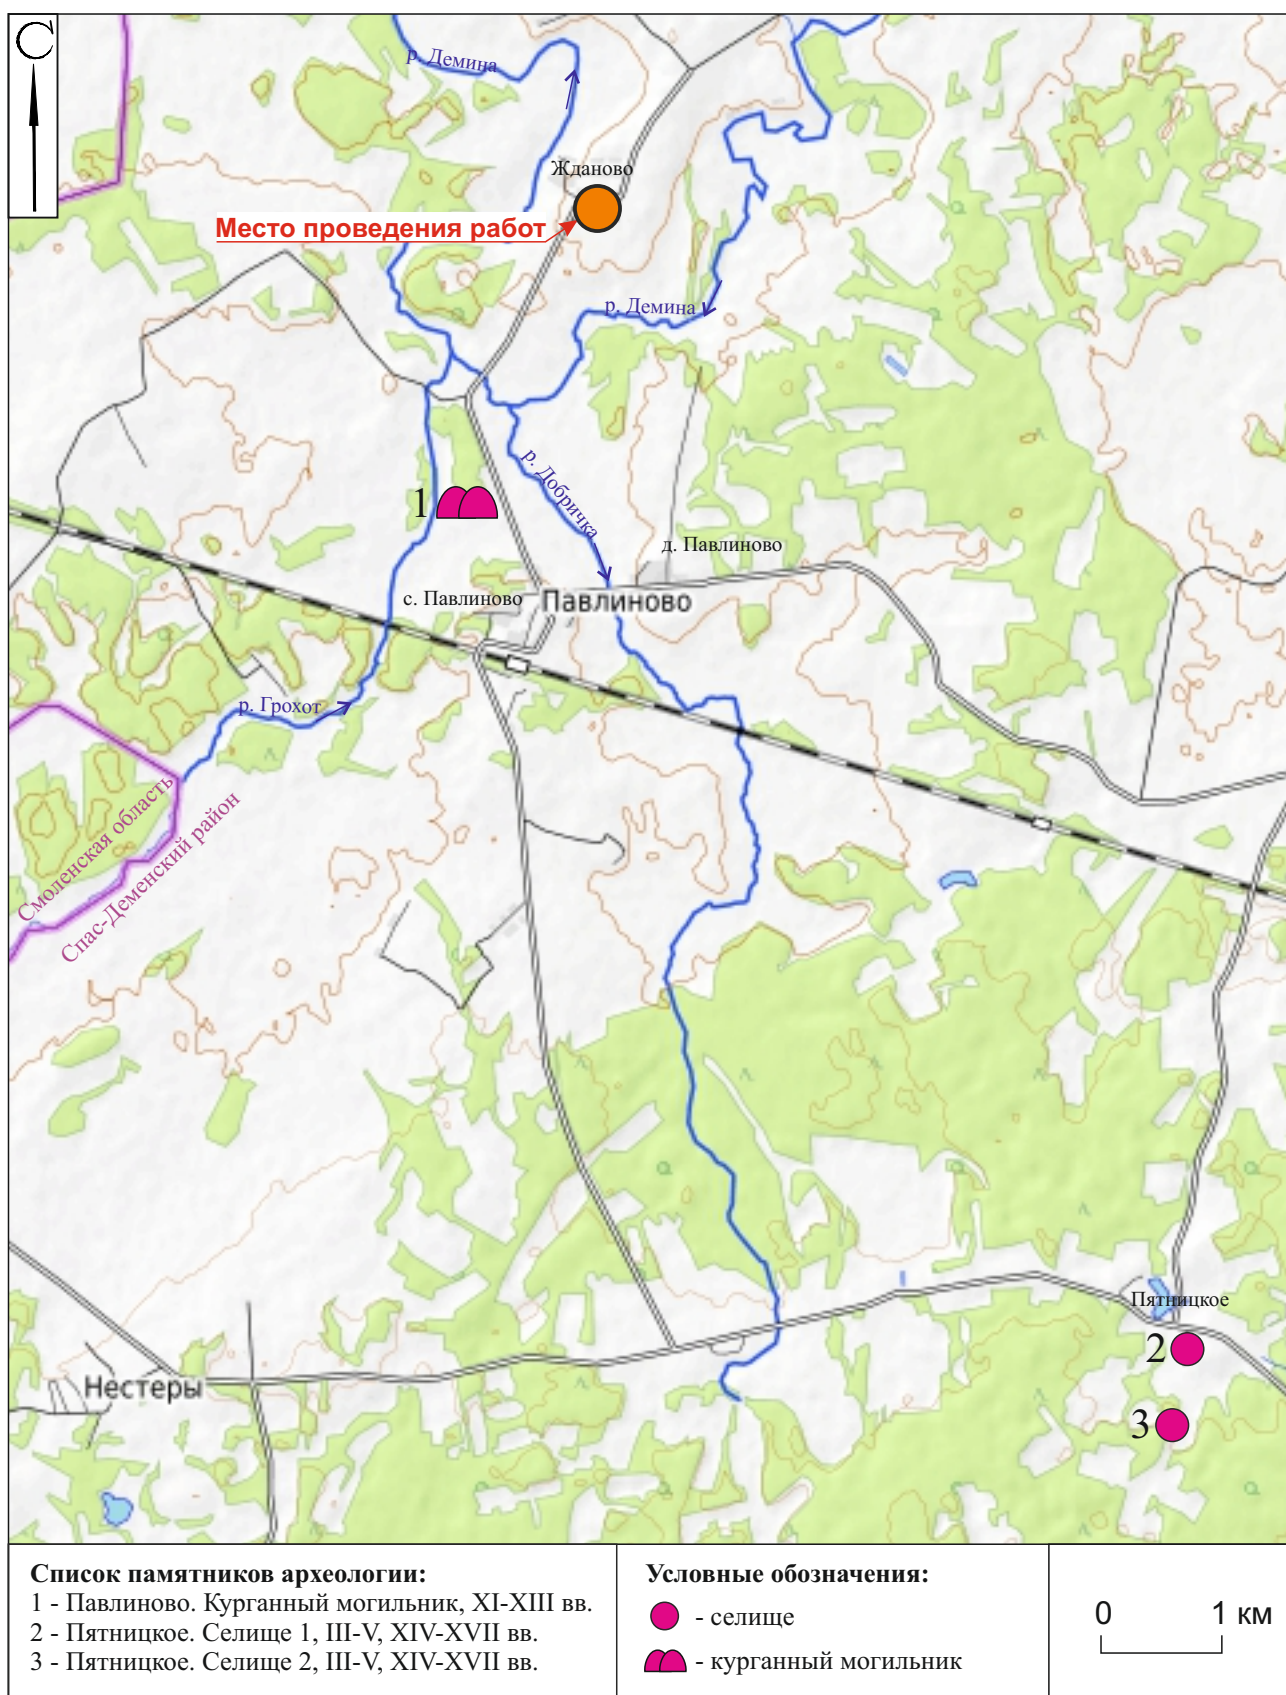 С
р. Демина
Жданово
Место проведения работ
р. Демина
р. Добричка
1
д. Павлиново
с. Павлиново
Павлиново
р. Грохот
Смоленская область
Спас-Деменский район
Пятницкое
2
Нестеры
3
Список памятников археологии:
1 - Павлиново. Курганный могильник, XI-XIII вв.
2 - Пятницкое. Селище 1, III-V, XIV-XVII вв.
3 - Пятницкое. Селище 2, III-V, XIV-XVII вв.
Условные обозначения:
- селище
- курганный могильник
0 1 км